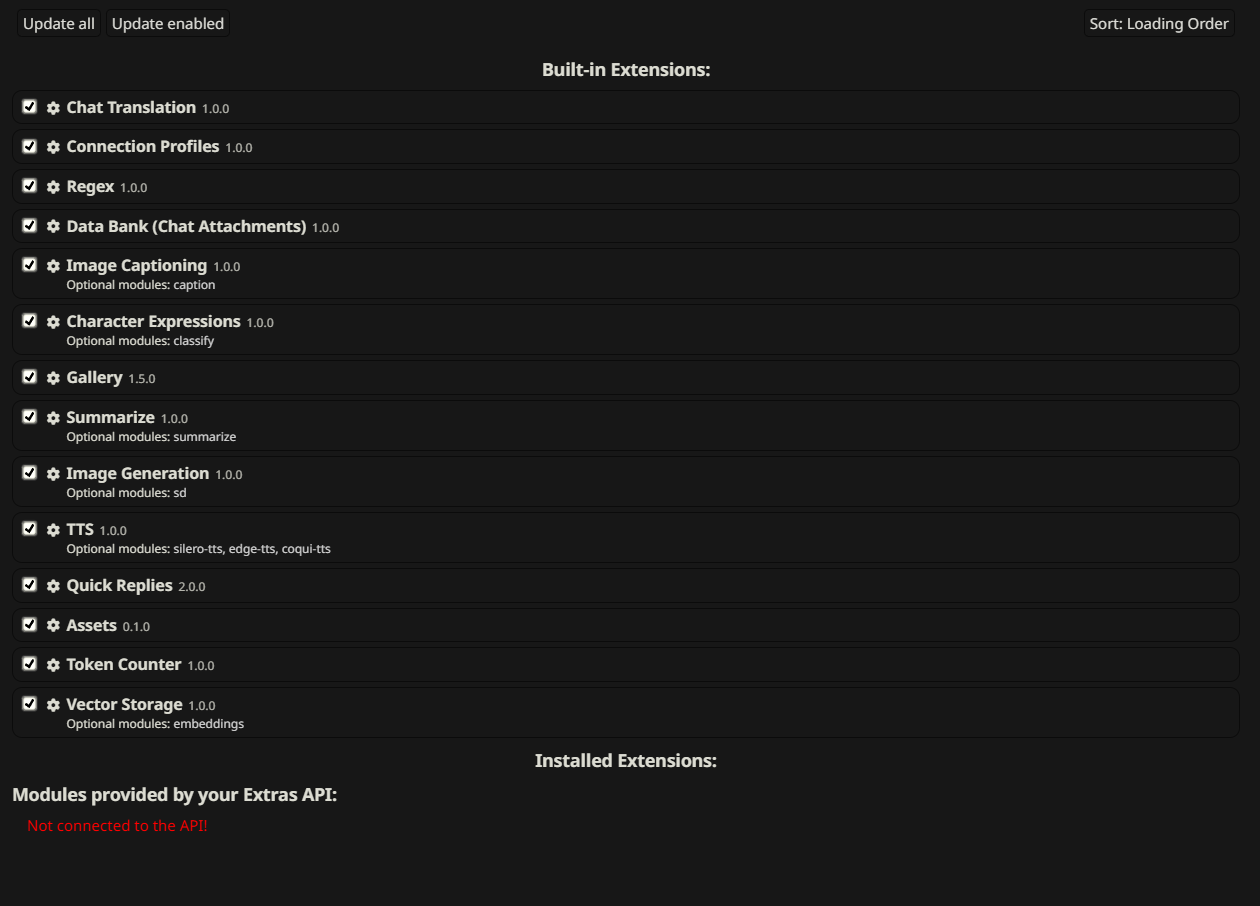 Update all Update enabled Sort: Loading Order
Built-in Extensions:
Chat Translation 1.0.0
Connection Profiles 1.0.0
Regex 1.0.0
Data Bank (Chat Attachments) 1.0.0
Image Captioning 1.0.0
Optional modules: caption
Character Expressions 1.0.0
Optional modules: classify
Gallery 1.5.0
Summarize 1.0.0
Optional modules: summarize
Image Generation 1.0.0
Optional modules: sd
TTS 1.0.0
Optional modules: silero-tts, edge-tts, coqui-tts
Quick Replies 2.0.0
Assets 0.1.0
Token Counter 1.0.0
Vector Storage 1.0.0
Optional modules: embeddings
Installed Extensions:
Modules provided by your Extras API:
Not connected to the API!